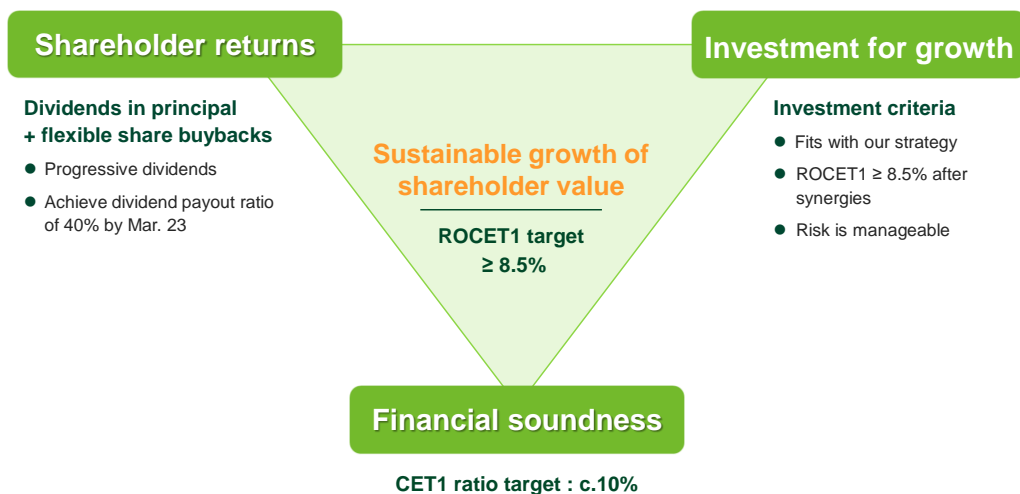 Shareholder returns
Dividends in principal
+ flexible share buybacks
● Progressive dividends
● Achieve dividend payout ratio
of 40% by Mar. 23
Investment for growth
Investment criteria
● Fits with our strategy
● ROCET1 ≥ 8.5% after
synergies
● Risk is manageable
Sustainable growth of
shareholder value
ROCET1 target
≥ 8.5%
Financial soundness
CET1 ratio target : c.10%